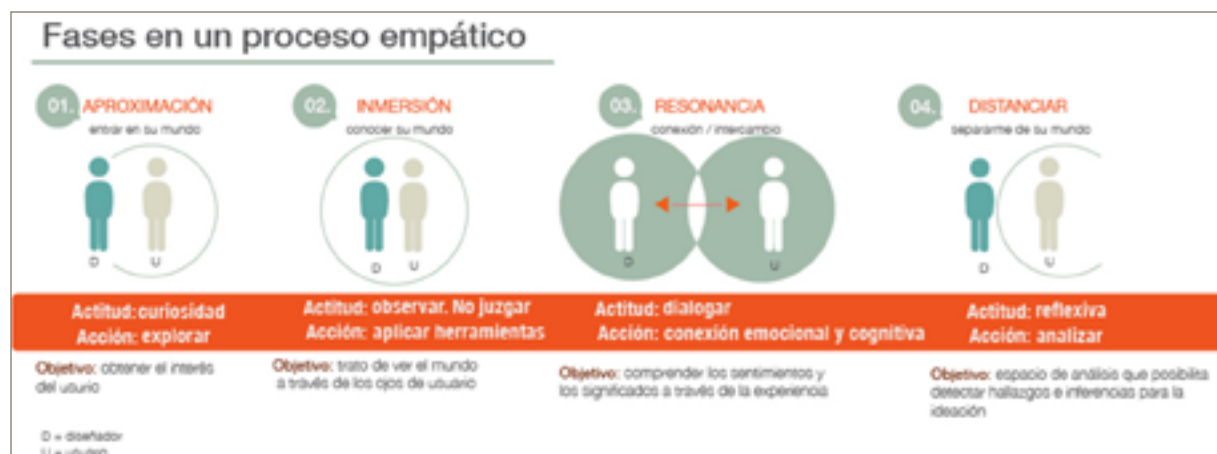 Fases en un proceso empático
01. APROXIMACIÓN
entrar en su mundo
D U
Actitud:curiosidad
Acción: explorar
Objetivo: obtener el interés
del usurio
02. INMERSIÓN
conocer su mundo
D U
Actitud: observar. No juzgar
Acción: aplicar herramientas
Objetivo: trato de ver el mundo
a través de los ojos de usuario
03. RESONANCIA
conexión / intercambio
D U
Actitud: dialogar
Acción: conexión emocional y cognitiva
Objetivo: comprender los sentimientos y
los significados a través de la experiencia
04. DISTANCIAR
separarme de su mundo
D U
Actitud: reflexiva
Acción: analizar
Objetivo: espacio de análisis que posibilita
detectar hallazgos e inferencias para la
ideación
D = diseñador
U = usuario